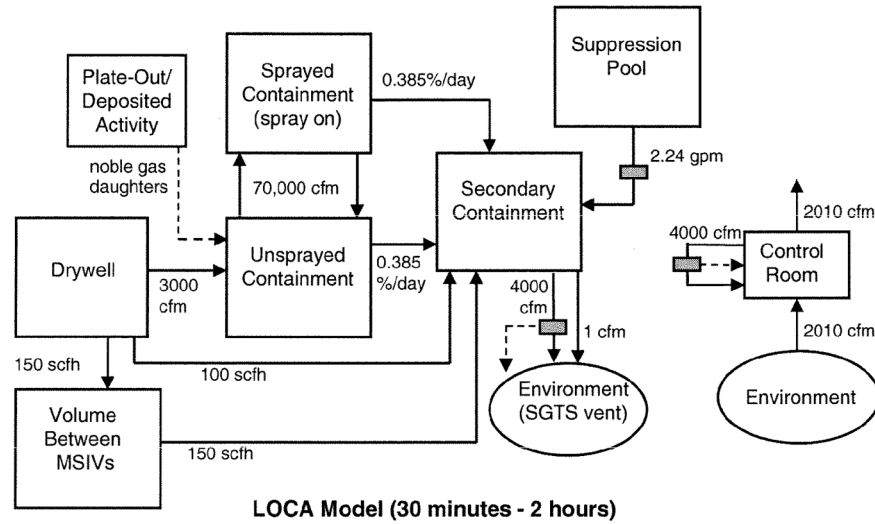 Plate-Out/
Deposited
Activity
Sprayed
Containment
(spray on)
0.385%/day
Suppression
Pool
noble gas
daughters
70,000 cfm
2.24 gpm
Secondary
Containment
Drywell
3000
cfm
Unsprayed
Containment
0.385
%/day
2010 cfm
4000 cfm
Control
Room
2010 cfm
4000
cfm
1 cfm
150 scfh
100 scfh
Volume
Between
MSIVs
150 scfh
Environment
(SGTS vent)
Environment
LOCA Model (30 minutes - 2 hours)